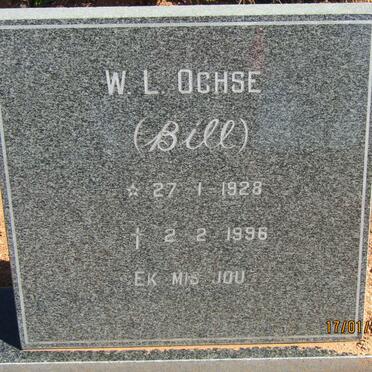 W. L. OCHSE
(Bill)
☆ 27 1 1928
† 2 2 1996
EK MIS JOU
17/01/